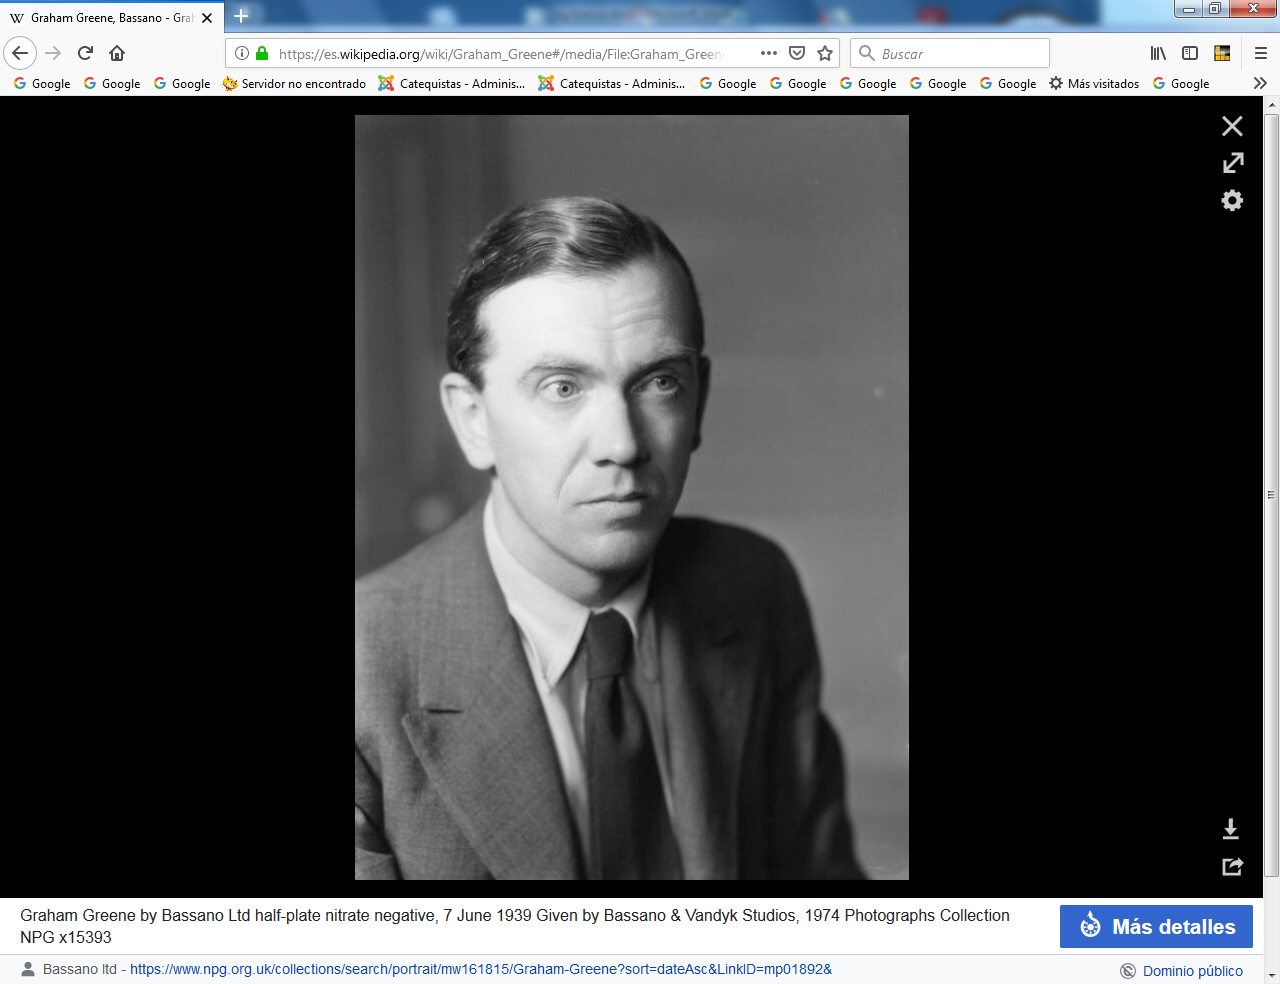 Graham Greene, Bassano - Grah
https://es.wikipedia.org/wiki/Graham_Greene#/media/File:Graham_Greene
Buscar
Google Google Google Servidor no encontrado Catequistas - Adminis... Catequistas - Adminis... Google Google Google Google Google Más visitados Google
Graham Greene by Bassano Ltd half-plate nitrate negative, 7 June 1939 Given by Bassano & Vandyk Studios, 1974 Photographs Collection
NPG x15393
Más detalles
Bassano ltd - https://www.npg.org.uk/collections/search/portrait/mw161815/Graham-Greene?sort=dateAsc&LinkID=mp01892&
Dominio público